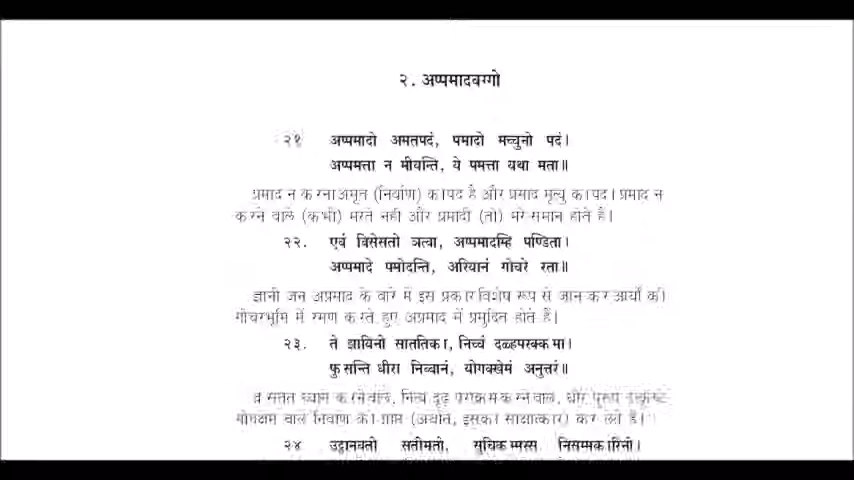 २. अप्पमादवग्गो
२१ अप्पमादो अमतपदं, पमादो मच्चुनो पदं।
अप्पमत्ता न मीयन्ति, ये पमत्ता यथा मता॥
प्रमाद न करना अमृत (निर्वाण) का पद है और प्रमाद मृत्यु का पद। प्रमाद न
करने वाले (कभी) मरते नहीं और प्रमादी (तो) मरे-समान होते हैं।
२२. एवं विसेसतो ञत्वा, अप्पमादम्हि पण्डिता।
अप्पमादे पमोदन्ति, अरियानं गोचरे रता॥
ज्ञानी जन अप्रमाद के बारे में इस प्रकार विशेष रूप से जान कर आर्यों की
गोचरभूमि में रमण करते हुए अप्रमाद में प्रमुदित होते हैं।
२३. ते झायिनो साततिका, निच्चं दळ्हपरक्कमा।
फुसन्ति धीरा निब्बानं, योगक्खेमं अनुत्तरं॥
सतत ध्यान करने वाले, नित्य दृढ़ पराक्रम करने वाले, धीर पुरुष
योगक्षेम वाले निर्वाण को प्राप्त (अर्थात, इसका साक्षात्कार) कर लेते हैं।
२४ उट्ठानवतो सतीमतो, सुचिकम्मस्स निसम्मकारिनो।